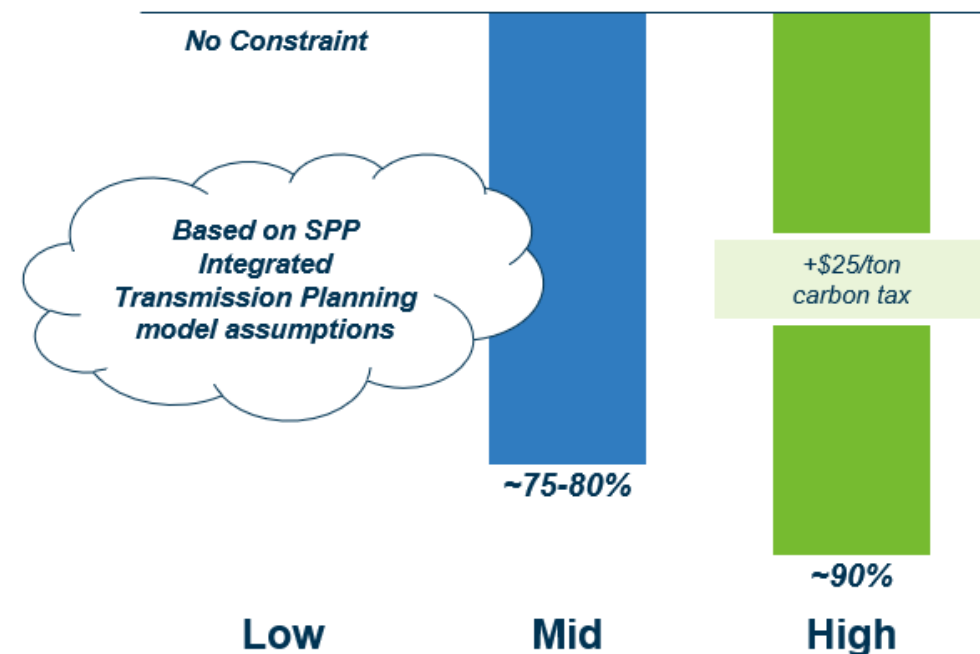 No Constraint
Based on SPP
Integrated
Transmission Planning
model assumptions
+$25/ton
carbon tax
~75-80%
~90%
Low
Mid
High